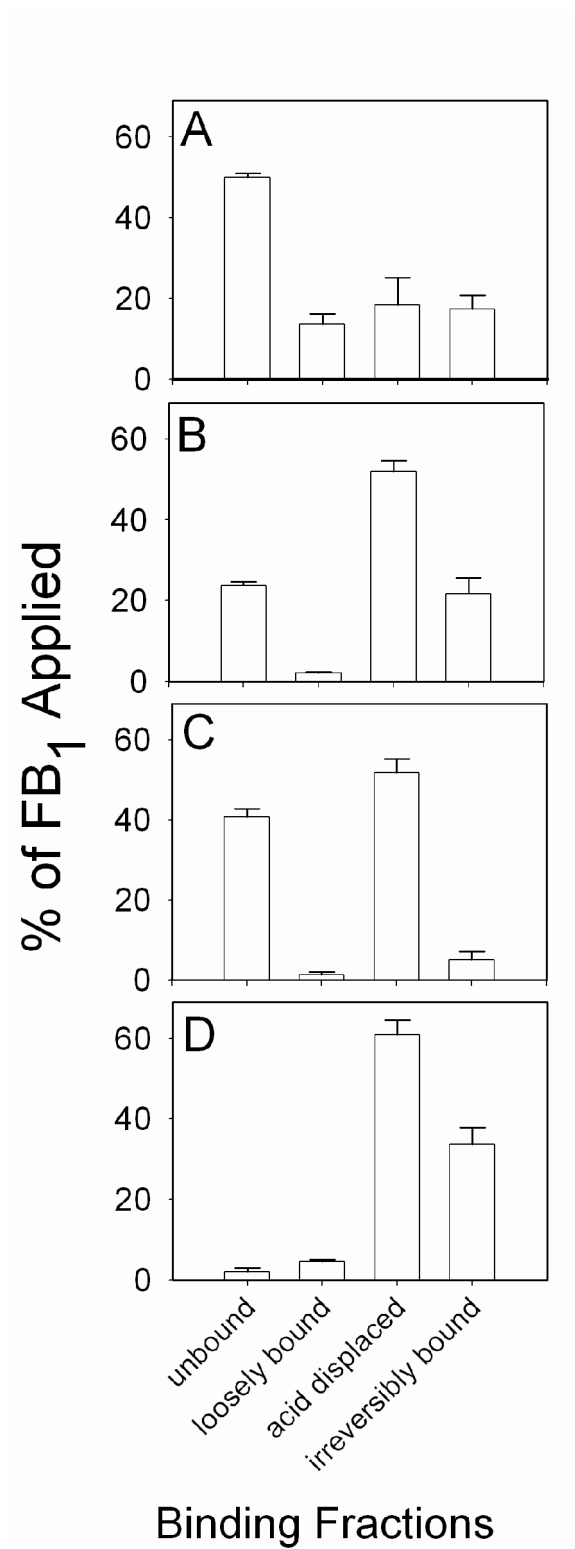 % of FB1 Applied
A
60
40
20
0
B
60
40
20
0
C
60
40
20
0
D
60
40
20
0
unbound
loosely bound
acid displaced
irreversibly bound
Binding Fractions